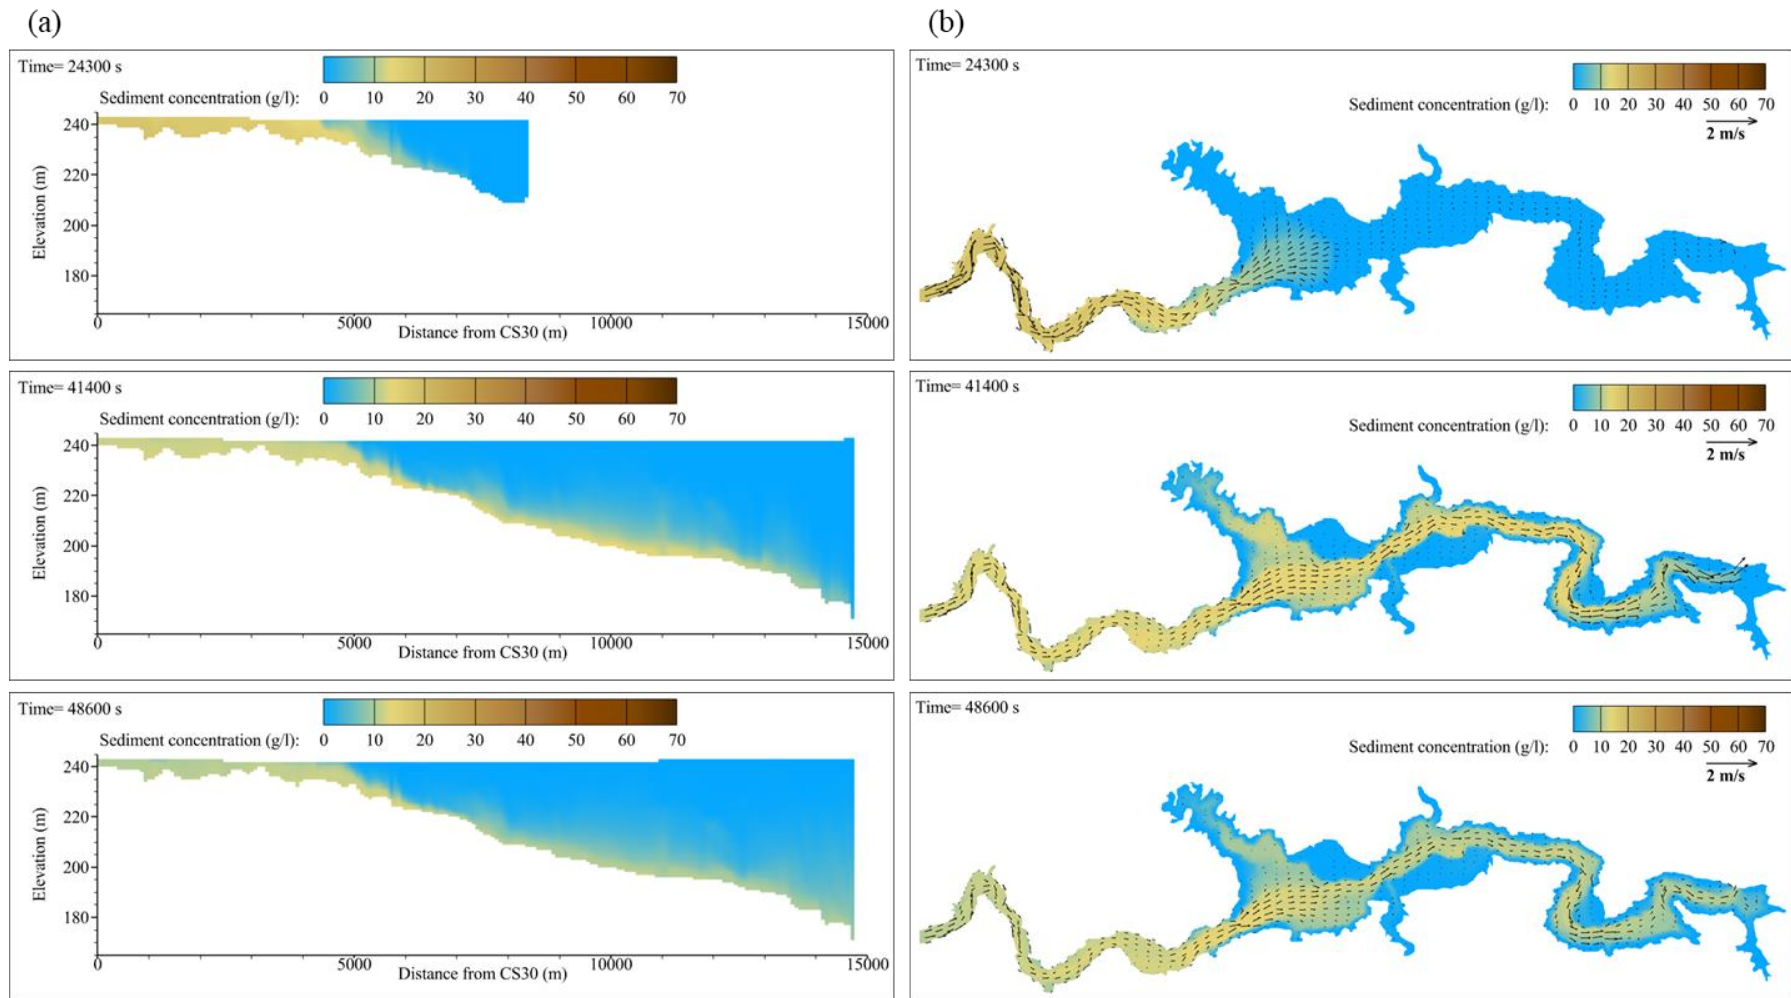 (a)
Time= 24300 s
Sediment concentration (g/l): 0 10 20 30 40 50 60 70
Elevation (m)
240
220
200
180
0 5000 10000 15000
Distance from CS30 (m)
Time= 41400 s
Sediment concentration (g/l): 0 10 20 30 40 50 60 70
Elevation (m)
240
220
200
180
0 5000 10000 15000
Distance from CS30 (m)
Time= 48600 s
Sediment concentration (g/l): 0 10 20 30 40 50 60 70
Elevation (m)
240
220
200
180
0 5000 10000 15000
Distance from CS30 (m)
(b)
Time= 24300 s
Sediment concentration (g/l): 0 10 20 30 40 50 60 70
2 m/s
Time= 41400 s
Sediment concentration (g/l): 0 10 20 30 40 50 60 70
2 m/s
Time= 48600 s
Sediment concentration (g/l): 0 10 20 30 40 50 60 70
2 m/s